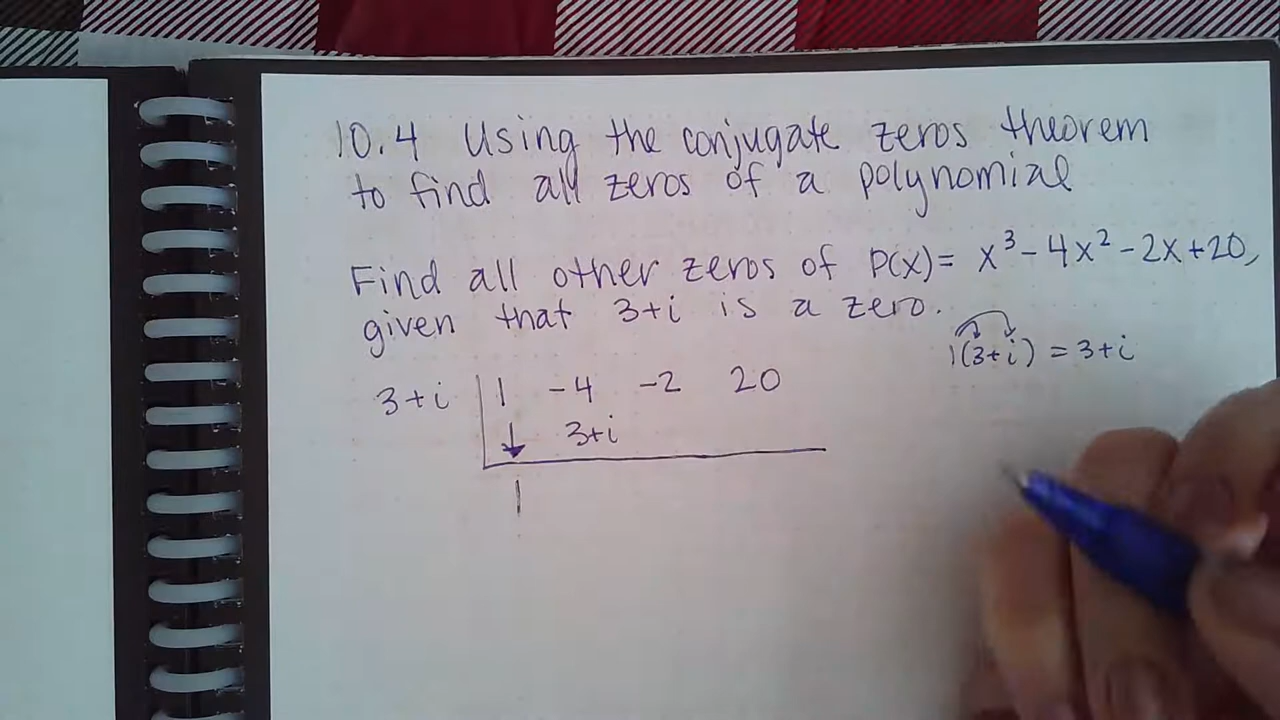 10.4 Using the conjugate zeros theorem
to find all zeros of a polynomial
Find all other zeros of P(x)= x³-4x²-2x+20,
given that 3+i is a zero.
1(3+i) = 3+i
3+i | 1 -4 -2 20
↓ 3+i
1